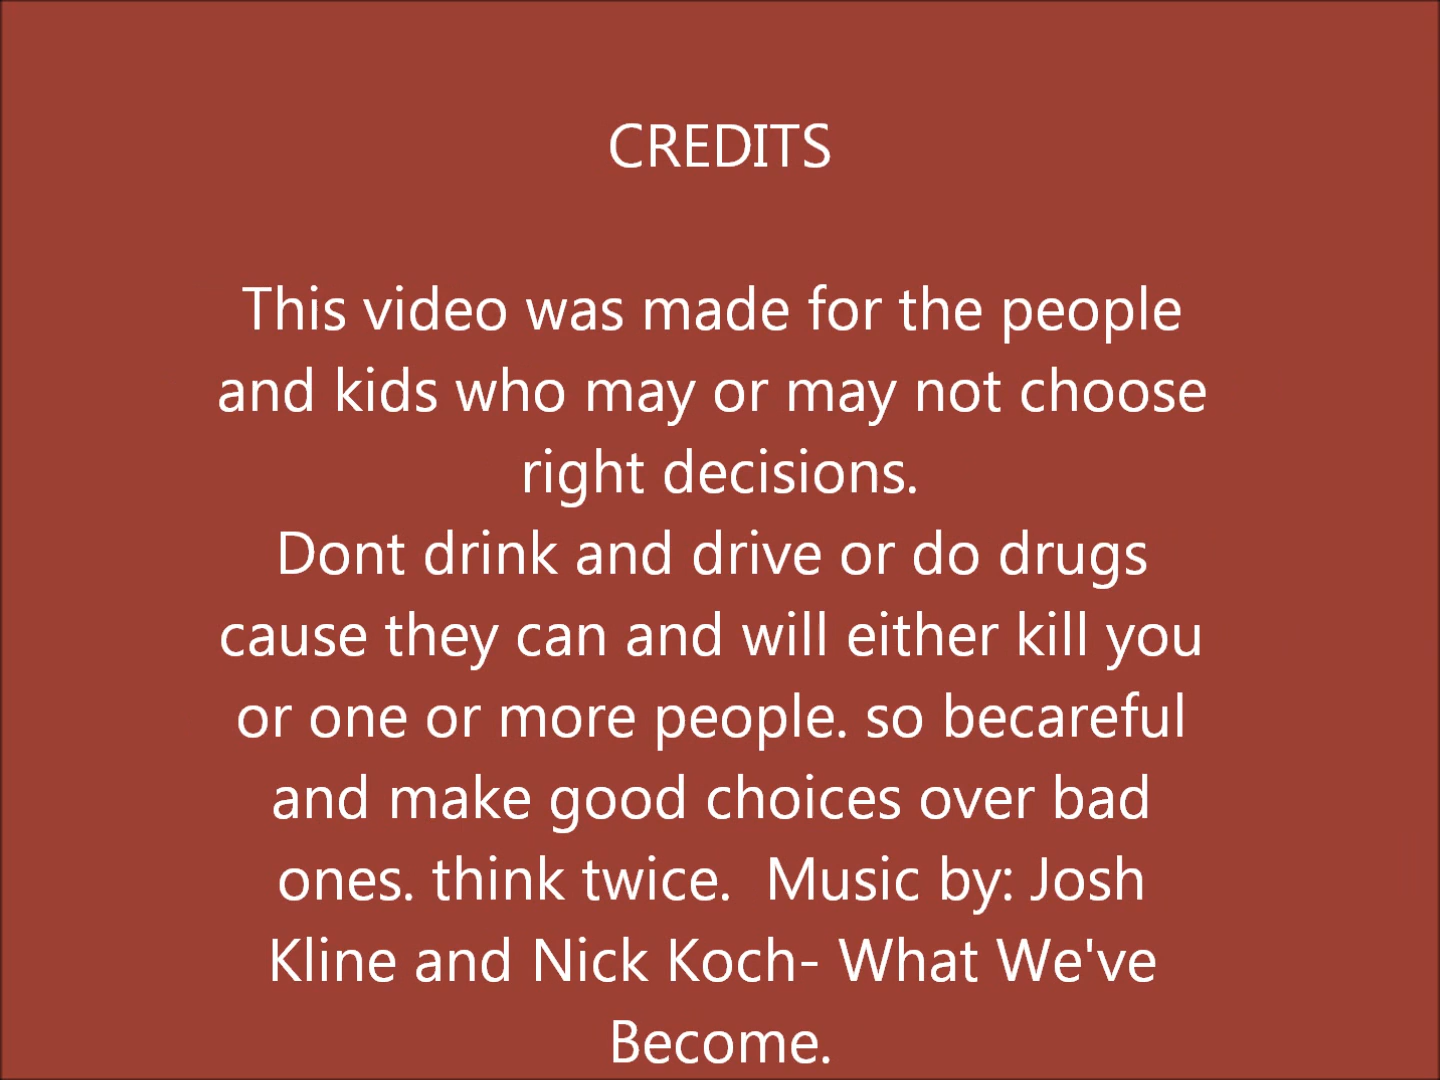 CREDITS
This video was made for the people
and kids who may or may not choose
right decisions.
Dont drink and drive or do drugs
cause they can and will either kill you
or one or more people. so becareful
and make good choices over bad
ones. think twice.  Music by: Josh
Kline and Nick Koch- What We've
Become.